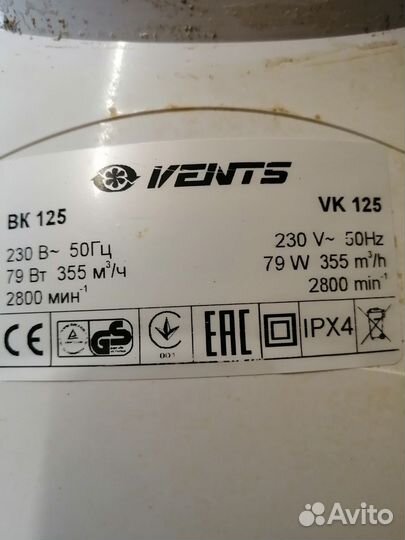 VENTS
ВК 125
VK 125
230 В~ 50Гц
230 V~ 50Hz
79 Вт 355 м³/ч
79 W 355 m³/h
2800 мин⁻¹
2800 min⁻¹
CE
GS
001
EAC
IPX4
Avito